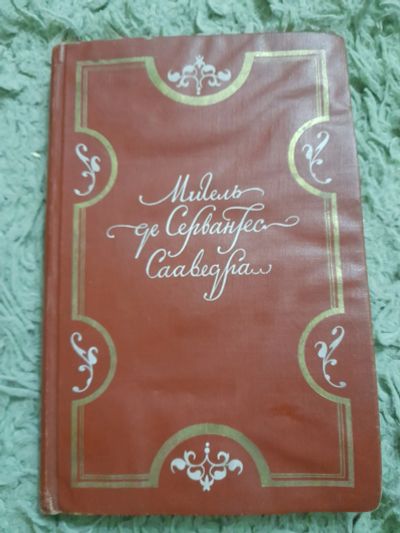 Мигель
де Сервантес
Сааведра